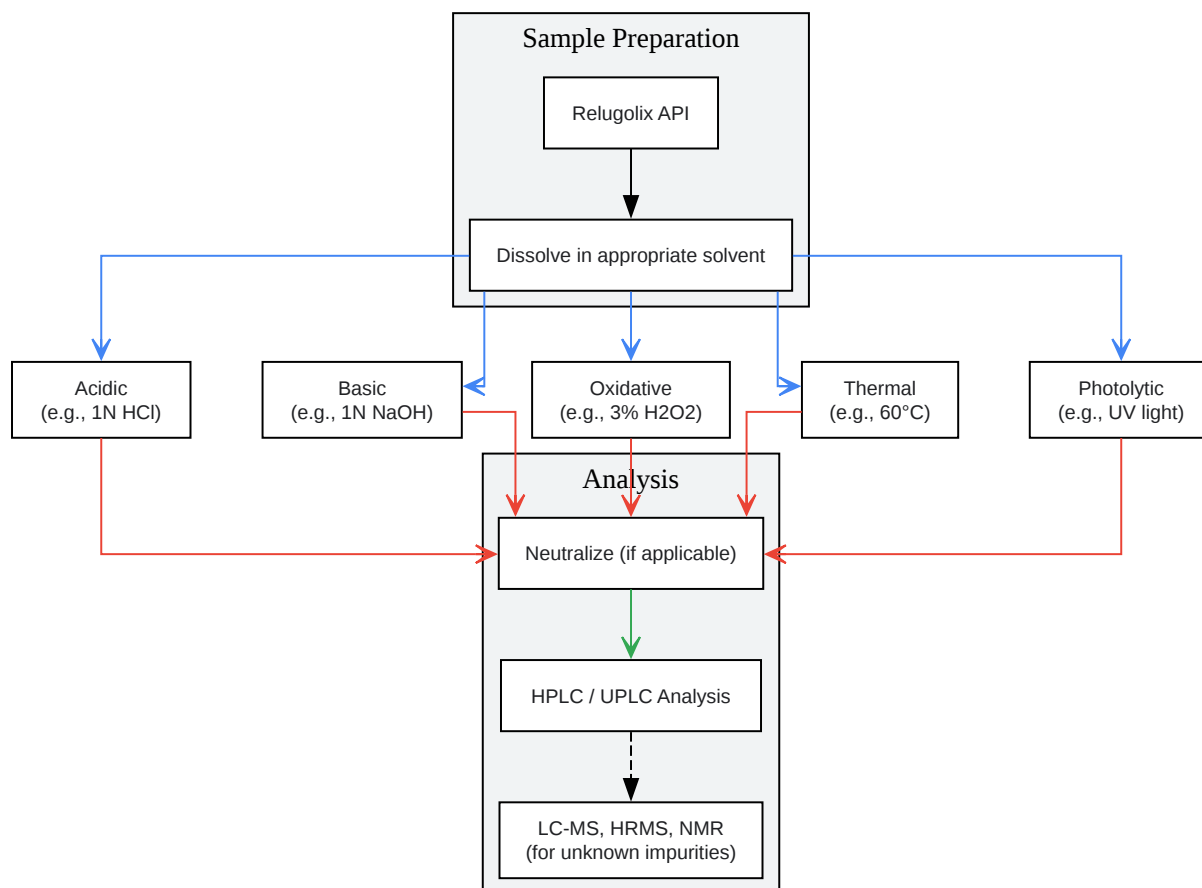 Sample Preparation
Relugolix API
Dissolve in appropriate solvent
Acidic
(e.g., 1N HCl)
Basic
(e.g., 1N NaOH)
Oxidative
(e.g., 3% H2O2)
Thermal
(e.g., 60°C)
Photolytic
(e.g., UV light)
Analysis
Neutralize (if applicable)
HPLC / UPLC Analysis
LC-MS, HRMS, NMR
(for unknown impurities)